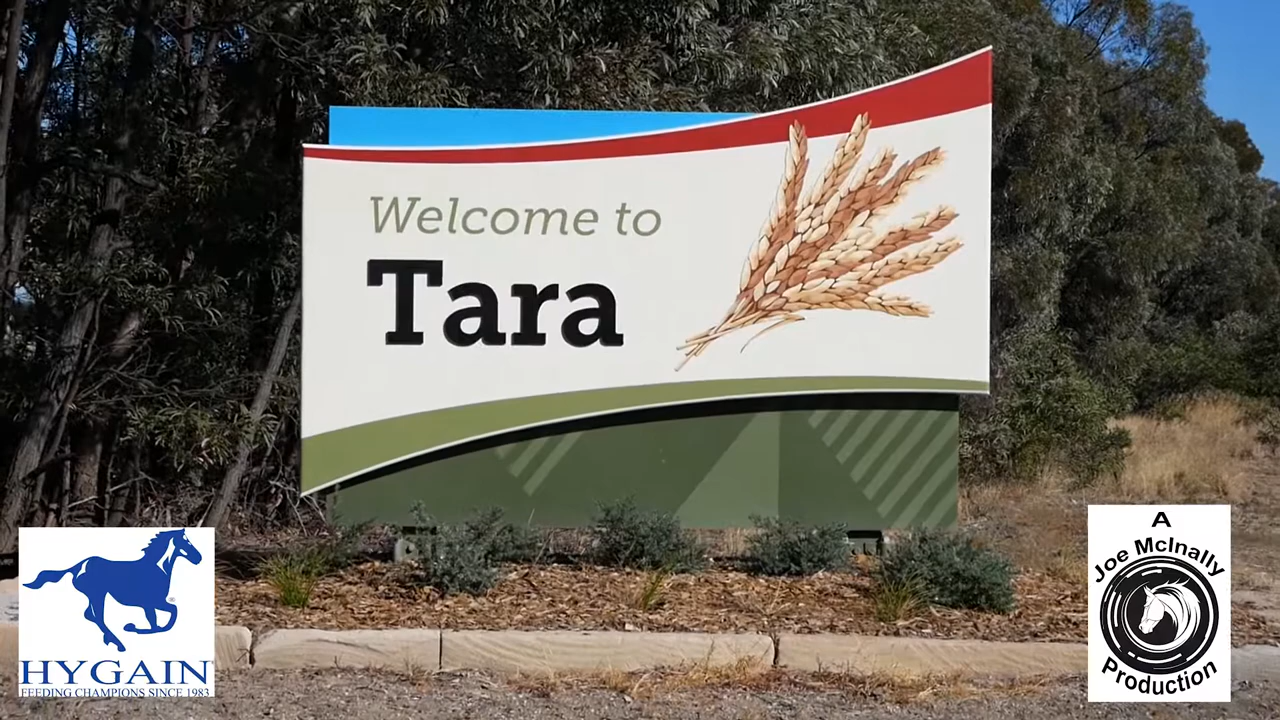 Welcome to
Tara
HYGAIN
FEEDING CHAMPIONS SINCE 1983
A
Joe McInally
Production